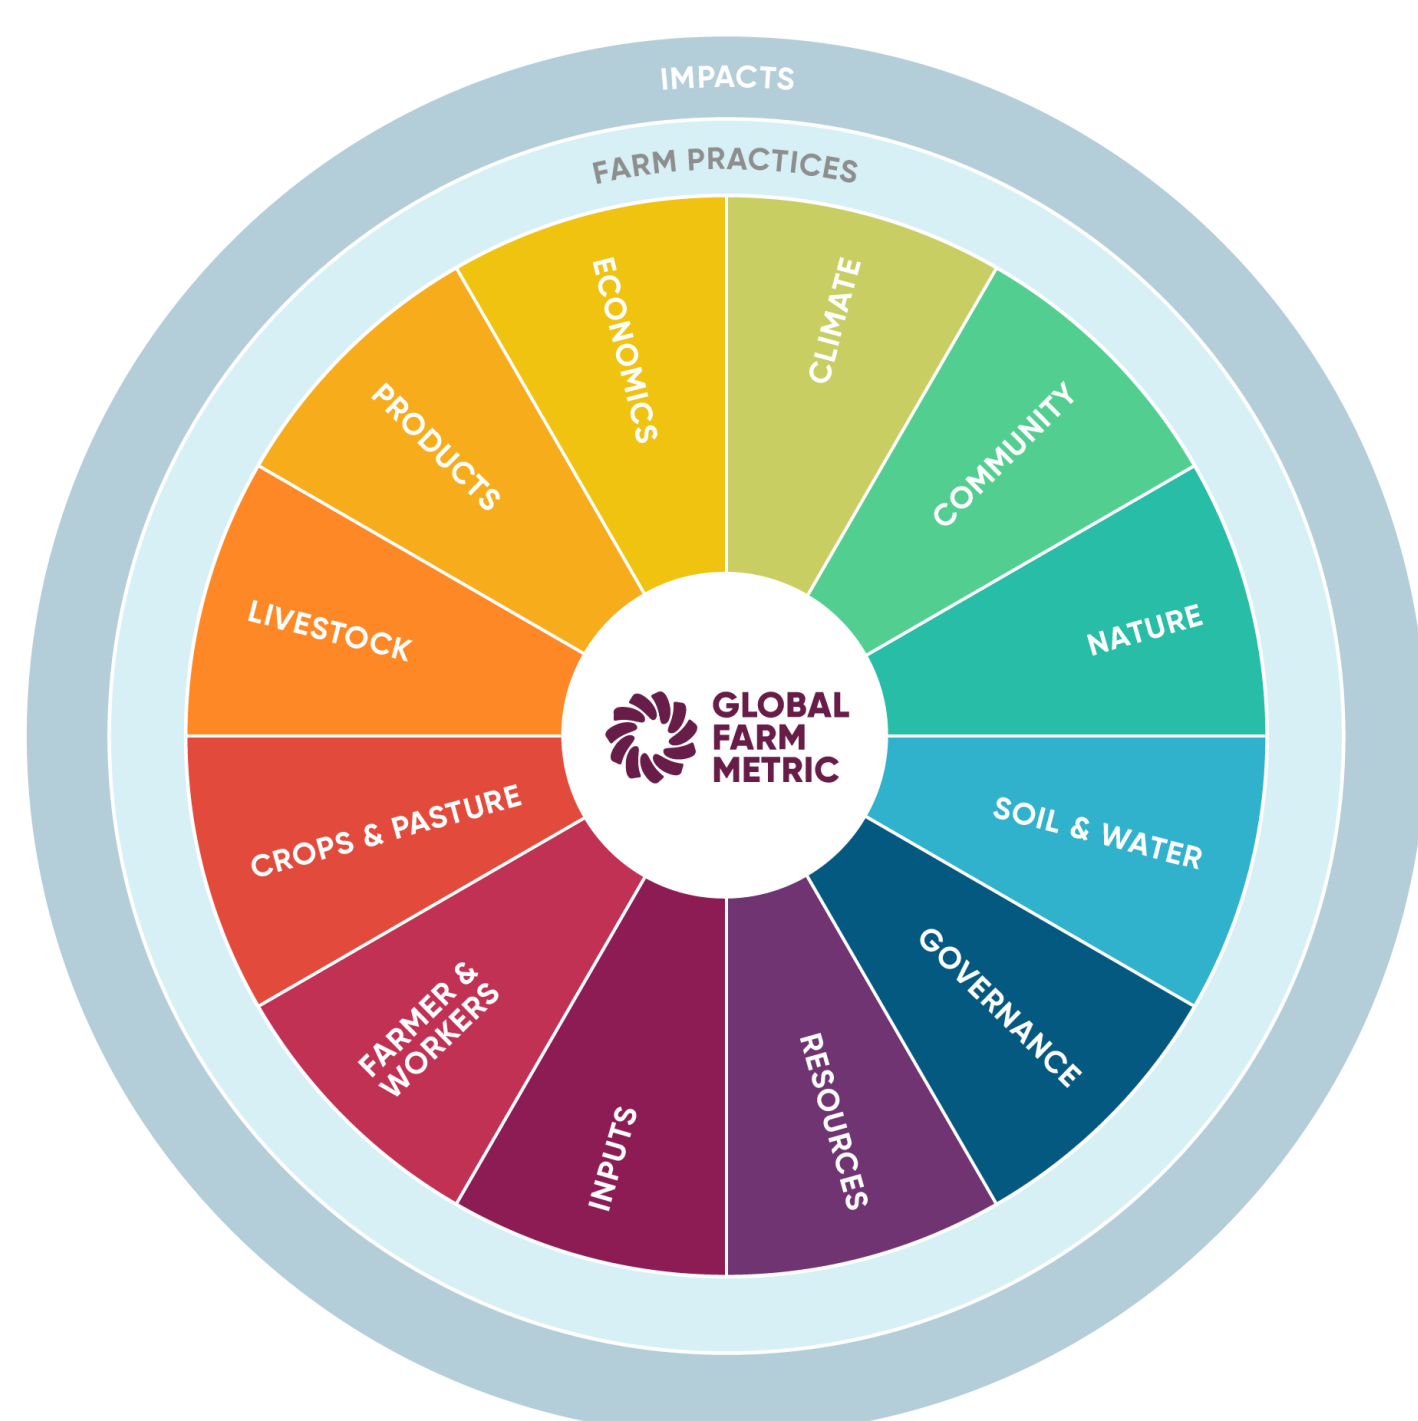 IMPACTS
FARM PRACTICES
ECONOMICS
CLIMATE
COMMUNITY
NATURE
SOIL & WATER
GOVERNANCE
RESOURCES
INPUTS
FARMER &
WORKERS
CROPS & PASTURE
LIVESTOCK
PRODUCTS
GLOBAL
FARM
METRIC